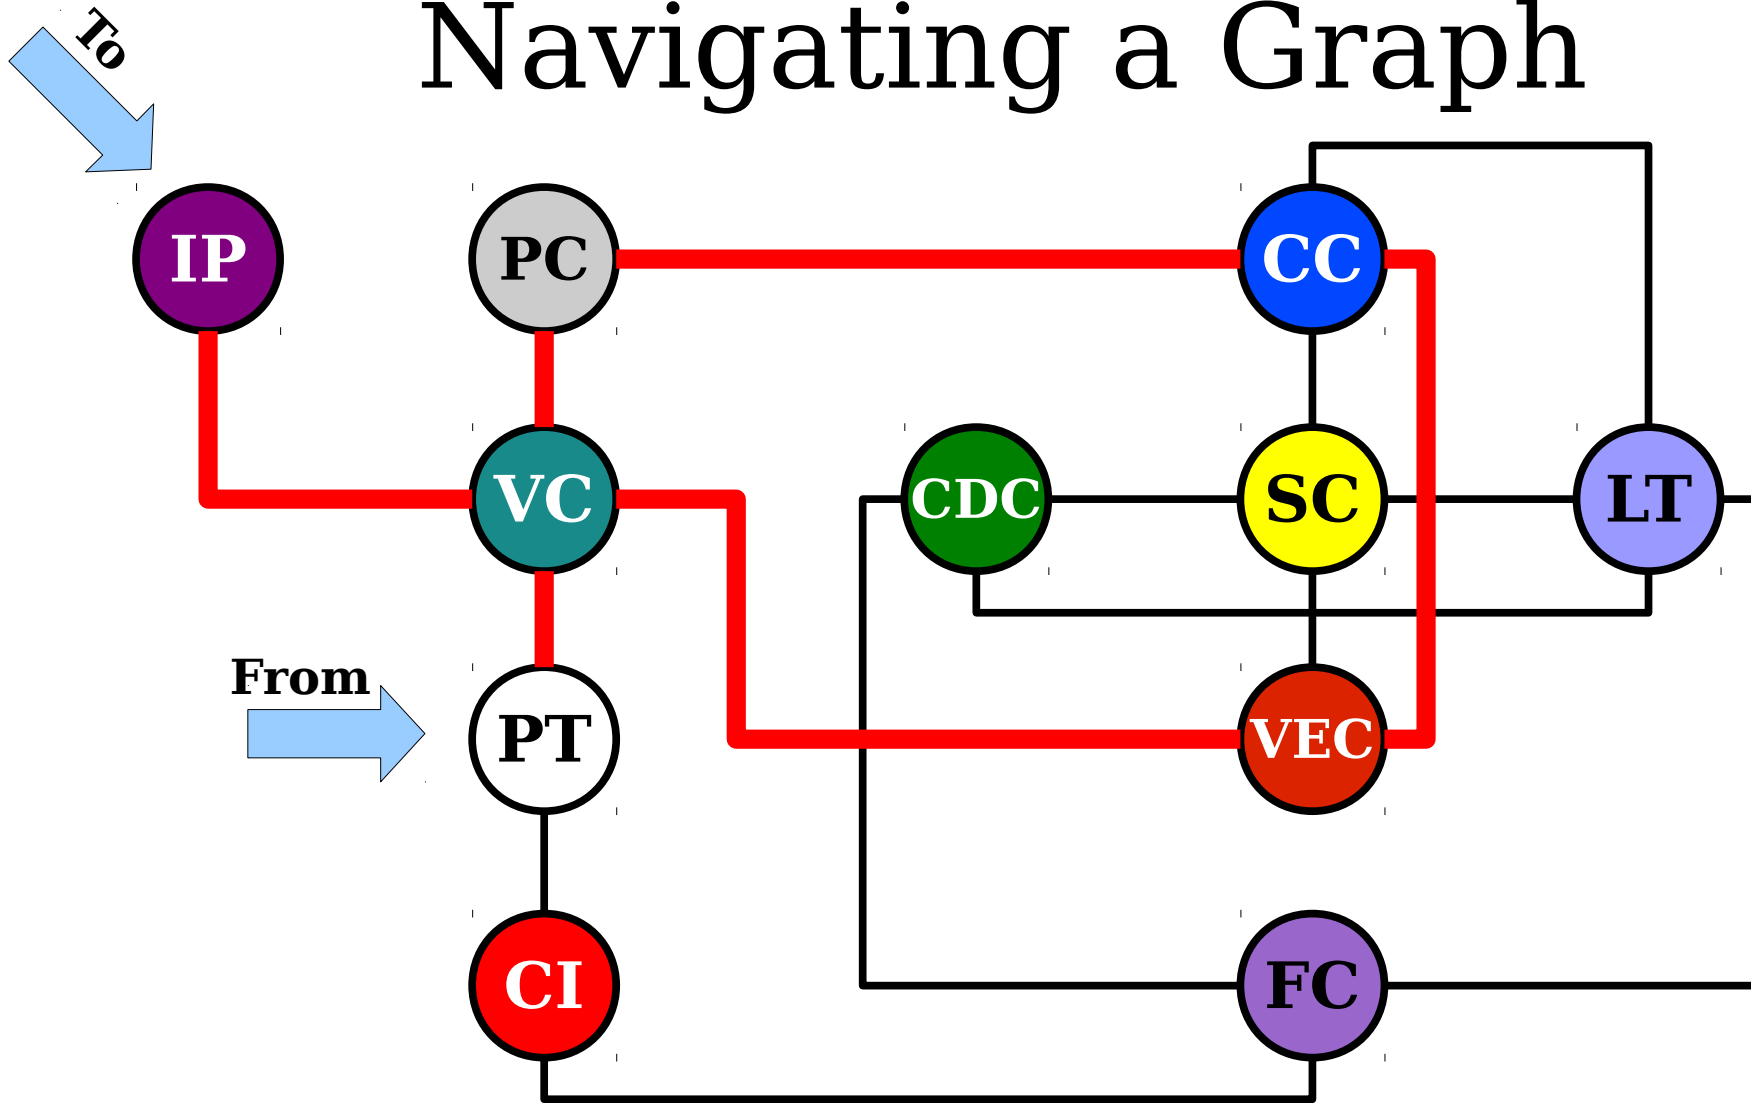 To
Navigating a Graph
IP
PC
CC
VC
CDC
SC
LT
From
PT
VEC
CI
FC